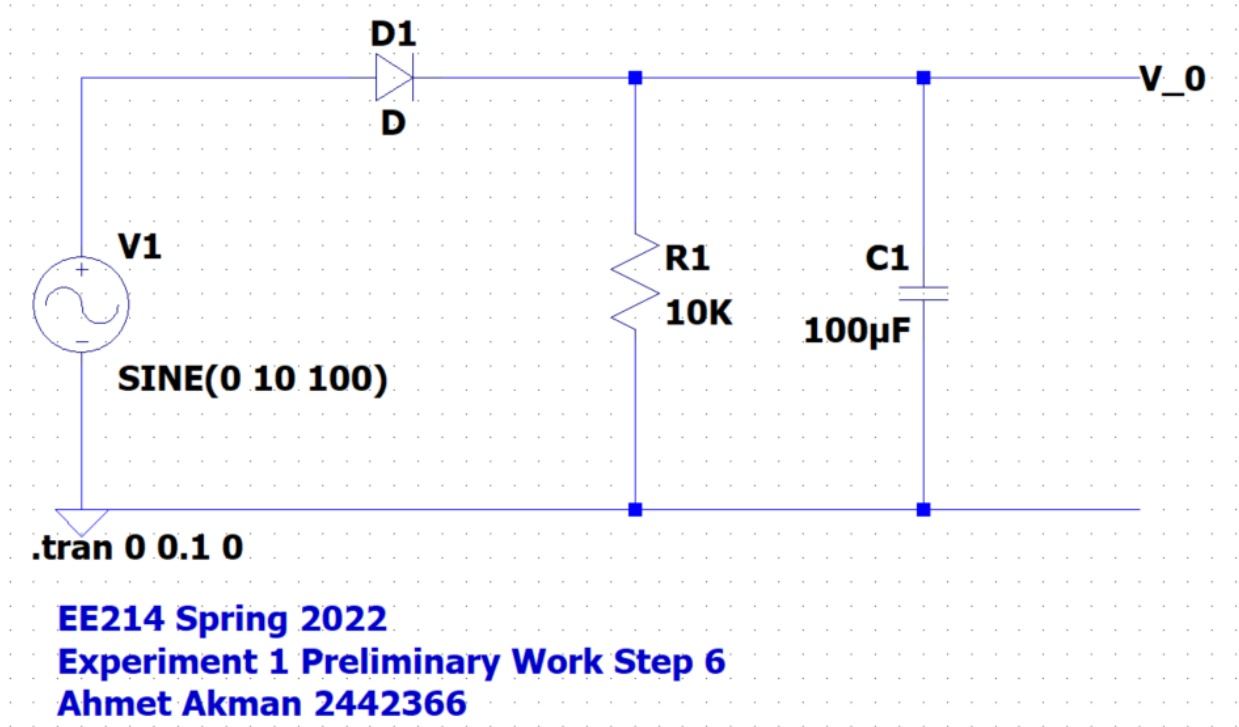 D1
D
V_0
V1
SINE(0 10 100)
R1
10K
C1
100µF
.tran 0 0.1 0
EE214 Spring 2022
Experiment 1 Preliminary Work Step 6
Ahmet Akman 2442366